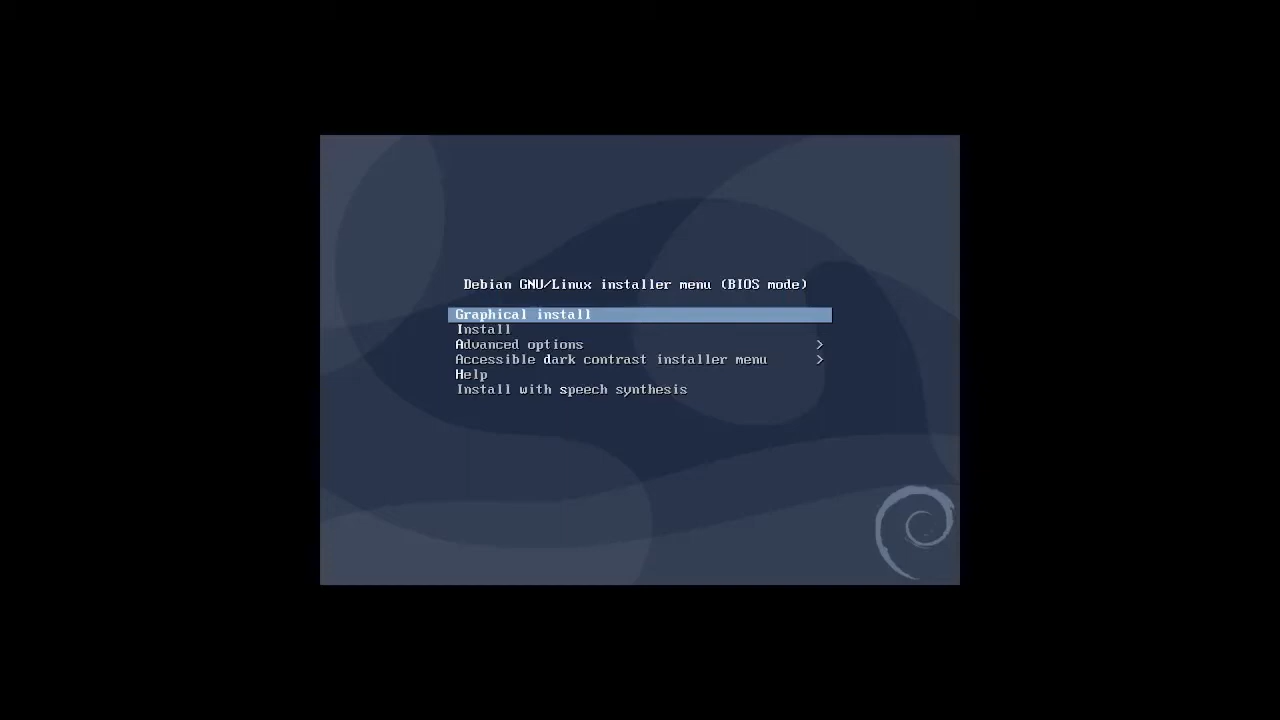 Debian GNU/Linux installer menu (BIOS mode)
Graphical install
Install
Advanced options >
Accessible dark contrast installer menu >
Help
Install with speech synthesis